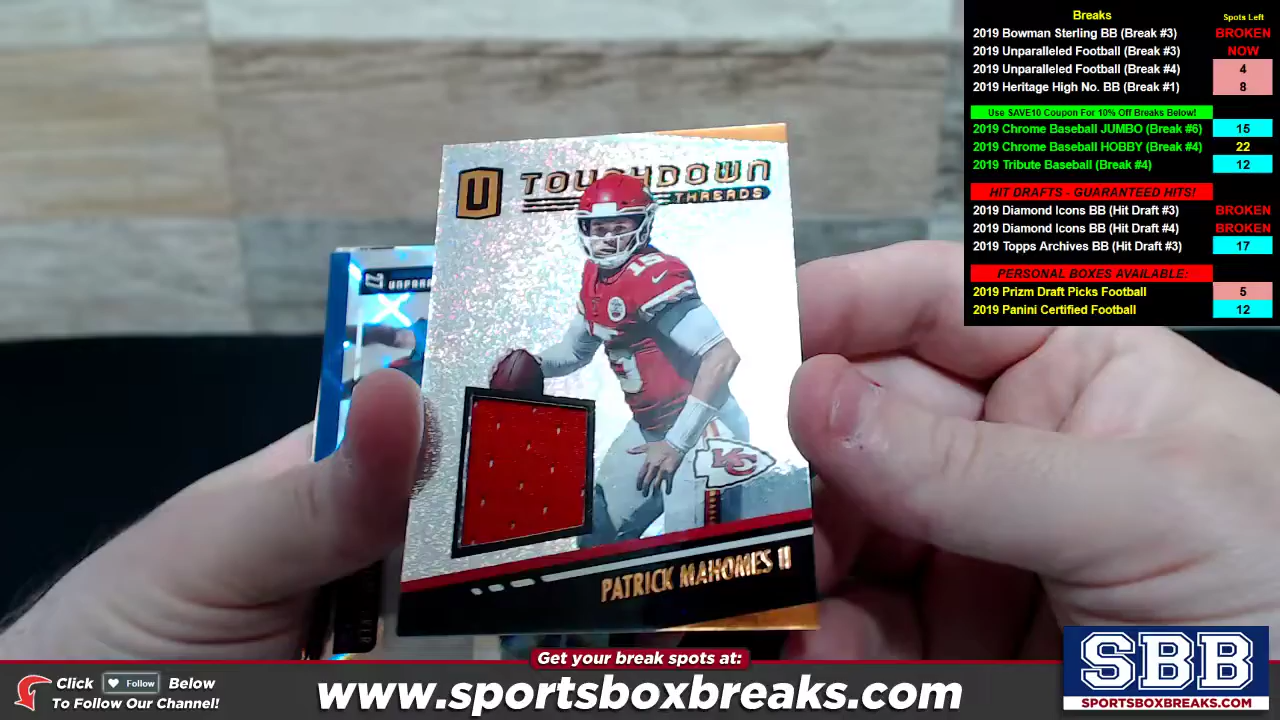 Breaks
Spots Left
2019 Bowman Sterling BB (Break #3) BROKEN
2019 Unparalleled Football (Break #3) NOW
2019 Unparalleled Football (Break #4) 4
2019 Heritage High No. BB (Break #1) 8
Use SAVE10 Coupon For 10% Off Breaks Below!
2019 Chrome Baseball JUMBO (Break #6) 15
2019 Chrome Baseball HOBBY (Break #4) 22
2019 Tribute Baseball (Break #4) 12
HIT DRAFTS - GUARANTEED HITS!
2019 Diamond Icons BB (Hit Draft #3) BROKEN
2019 Diamond Icons BB (Hit Draft #4) BROKEN
2019 Topps Archives BB (Hit Draft #3) 17
PERSONAL BOXES AVAILABLE:
2019 Prizm Draft Picks Football 5
2019 Panini Certified Football 12
U TOUCHDOWN
THREADS
15
KC
PATRICK MAHOMES II
Get your break spots at:
Click Follow Below
To Follow Our Channel!
www.sportsboxbreaks.com
SBB
SPORTSBOXBREAKS.COM